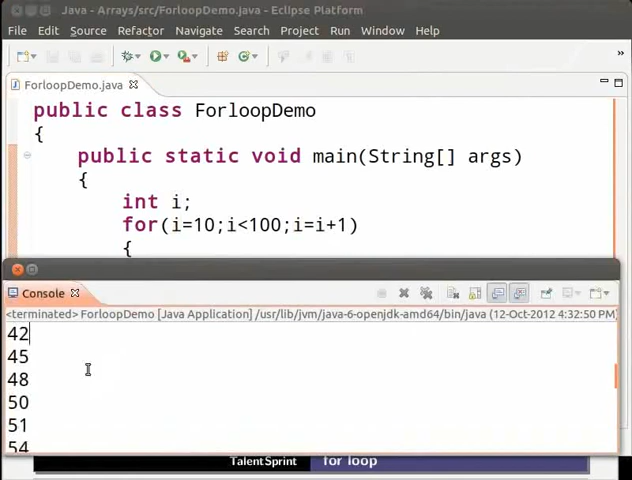 Java - Arrays/src/ForloopDemo.java - Eclipse Platform
File Edit Source Refactor Navigate Search Project Run Window Help
ForloopDemo.java
public class ForloopDemo
{
public static void main(String[] args)
{
int i;
for(i=10;i<100;i=i+1)
{
Console
<terminated> ForloopDemo [Java Application] /usr/lib/jvm/java-6-openjdk-amd64/bin/java (12-Oct-2012 4:32:50 PM)
42
45
48
50
51
54
TalentSprint for loop